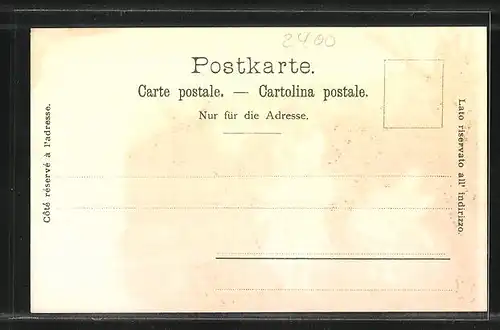 2400
Postkarte.
Carte postale. — Cartolina postale.
Nur für die Adresse.
Côté réservé à l'adresse.
Lato riservato all' indirizzo.